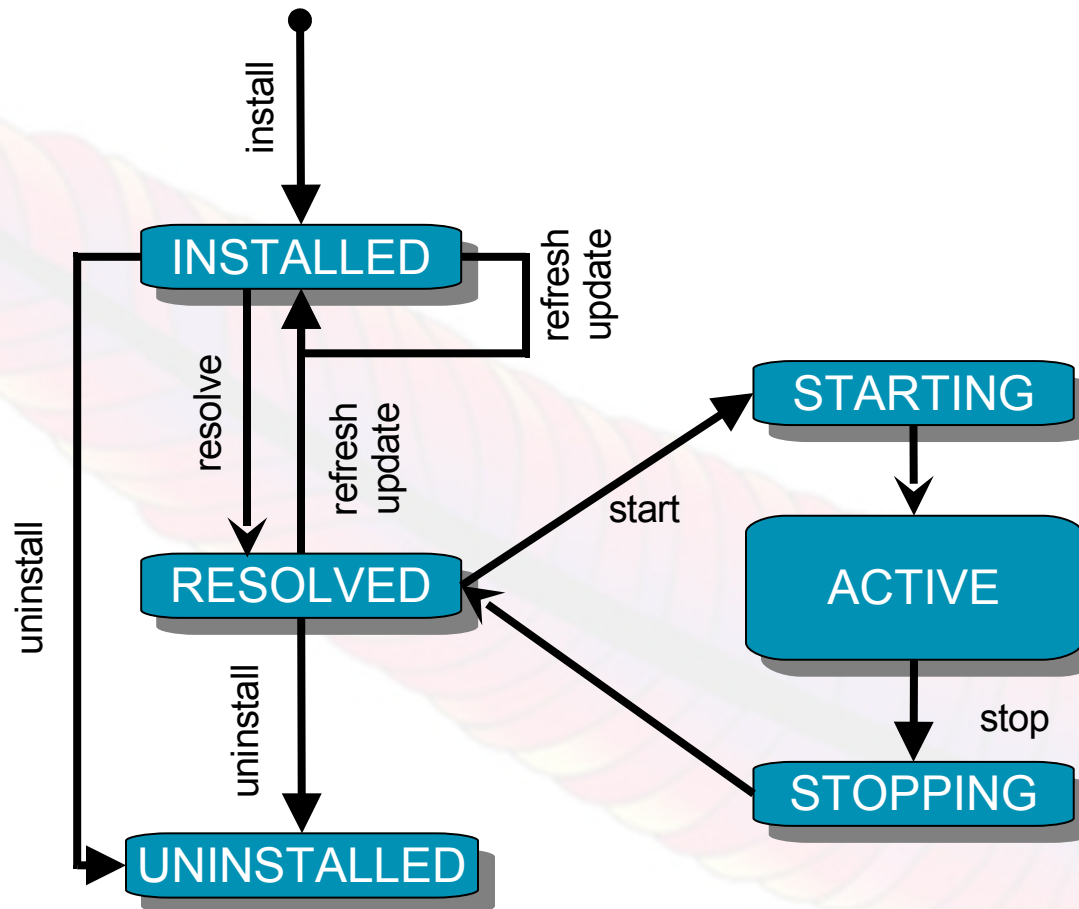 install
INSTALLED
refresh
update
resolve
refresh
update
STARTING
start
RESOLVED
ACTIVE
uninstall
uninstall
stop
STOPPING
UNINSTALLED